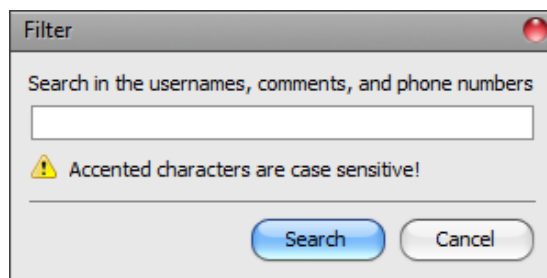 Filter
Search in the usernames, comments, and phone numbers
Accented characters are case sensitive!
Search
Cancel